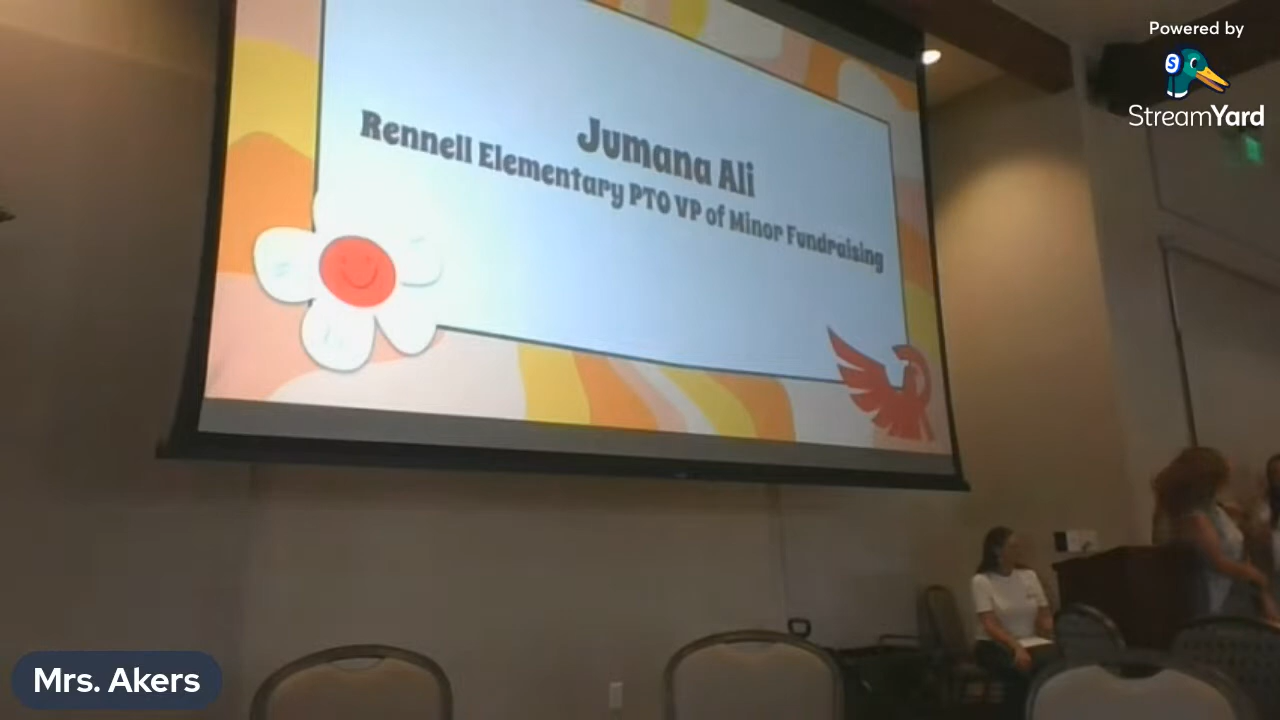 Powered by
StreamYard
Jumana Ali
Rennell Elementary PTO VP of Minor Fundraising
Mrs. Akers